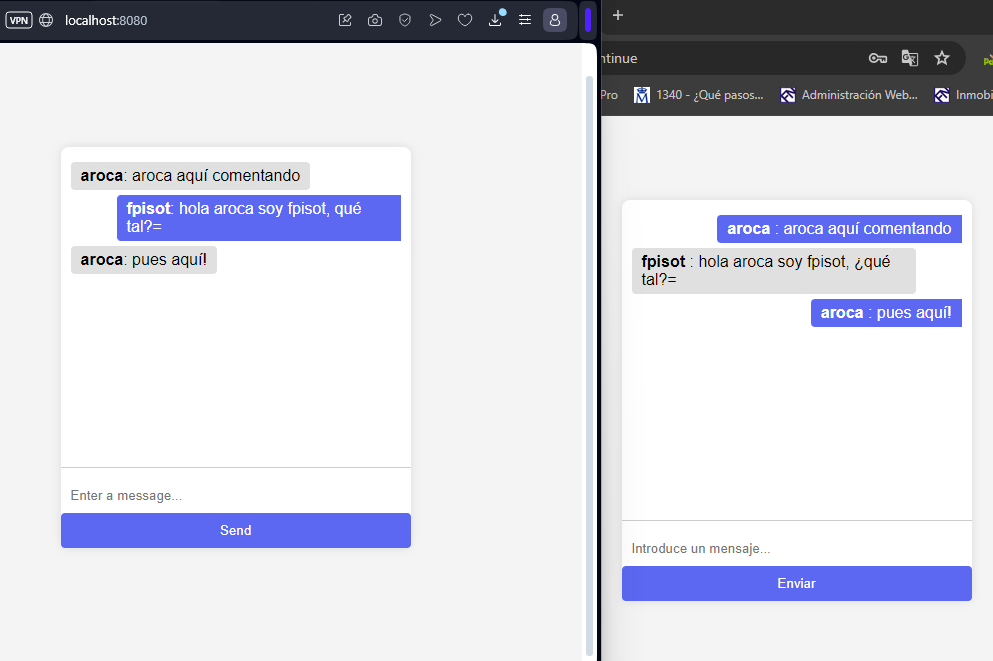 VPN localhost:8080
aroca: aroca aquí comentando
fpisot: hola aroca soy fpisot, qué
tal?=
aroca: pues aquí!
Enter a message...
Send
ntinue
Pro 1340 - ¿Qué pasos... Administración Web... Inmobi
aroca : aroca aquí comentando
fpisot : hola aroca soy fpisot, ¿qué
tal?=
aroca : pues aquí!
Introduce un mensaje...
Enviar